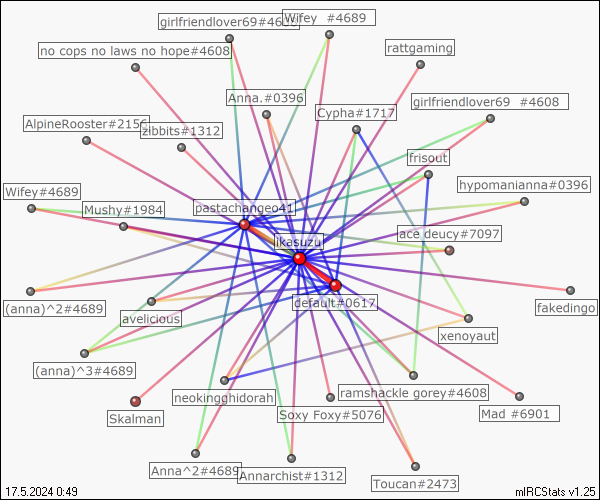 girlfriendlover69#4608
Wifey #4689
no cops no laws no hope#4608
rattgaming
Anna.#0396
Cypha#1717
girlfriendlover69 #4608
AlpineRooster#2156
zibbits#1312
frisout
Wifey#4689
hypomanianna#0396
Mushy#1984
pastachangeo41
ace deucy#7097
ikasuzu
(anna)^2#4689
avelicious
default#0617
fakedingo
xenoyaut
(anna)^3#4689
neokingghidorah
ramshackle gorey#4608
Skalman
Soxy Foxy#5076
Mad #6901
Anna^2#4689
Annarchist#1312
Toucan#2473
17.5.2024 0:49
mIRCStats v1.25